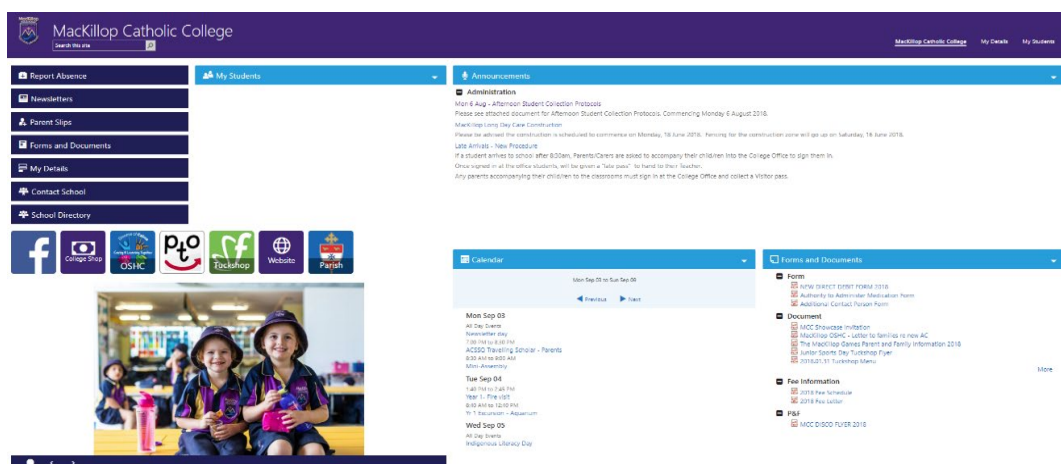 MacKillop Catholic College
Search this site
MacKillop Catholic College
My Details
My Students
Report Absence
Newsletters
Parent Slips
Forms and Documents
My Details
Contact School
School Directory
College Shop
OSHC
pto
Tuckshop
Website
Parish
My Students
Announcements
Administration
Mon 6 Aug - Afternoon Student Collection Protocols
Please see attached document for Afternoon Student Collection Protocols. Commencing Monday 6 August 2018.
MacKillop Long Day Care Construction
Please be advised the construction is scheduled to commence on Monday, 18 June 2018. Fencing for the construction zone will go up on Saturday, 16 June 2018.
Late Arrivals - New Procedure
If a student arrives to school after 8:30am, Parents/Carers are asked to accompany their child/ren into the College Office to sign them in.
Once signed in at the office students, will be given a "late pass" to hand to their Teacher.
Any parents accompanying their child/ren to the classrooms must sign in at the College Office and collect a Visitor pass.
Calendar
Mon Sep 03 to Sun Sep 09
Previous Next
Mon Sep 03
All Day Events
Newsletter day
7:00 PM to 8:30 PM
ACSSQ Travelling Scholar - Parents
8:30 AM to 9:00 AM
Mini-Assembly
Tue Sep 04
1:40 PM to 2:45 PM
Year 1- Fire visit
8:40 AM to 12:40 PM
Yr 1 Excursion - Aquarium
Wed Sep 05
All Day Events
Indigenous Literacy Day
Forms and Documents
Form
NEW DIRECT DEBIT FORM 2018
Authority to Administer Medication Form
Additional Contact Person Form
Document
MCC Showcase Invitation
MacKillop OSHC - Letter to families re new AC
The MacKillop Games Parent and Family Information 2018
Junior Sports Day Tuckshop Flyer
2018.01.31 Tuckshop Menu
More
Fee Information
2018 Fee Schedule
2018 Fee Letter
P&F
MCC DISCO FLYER 2018